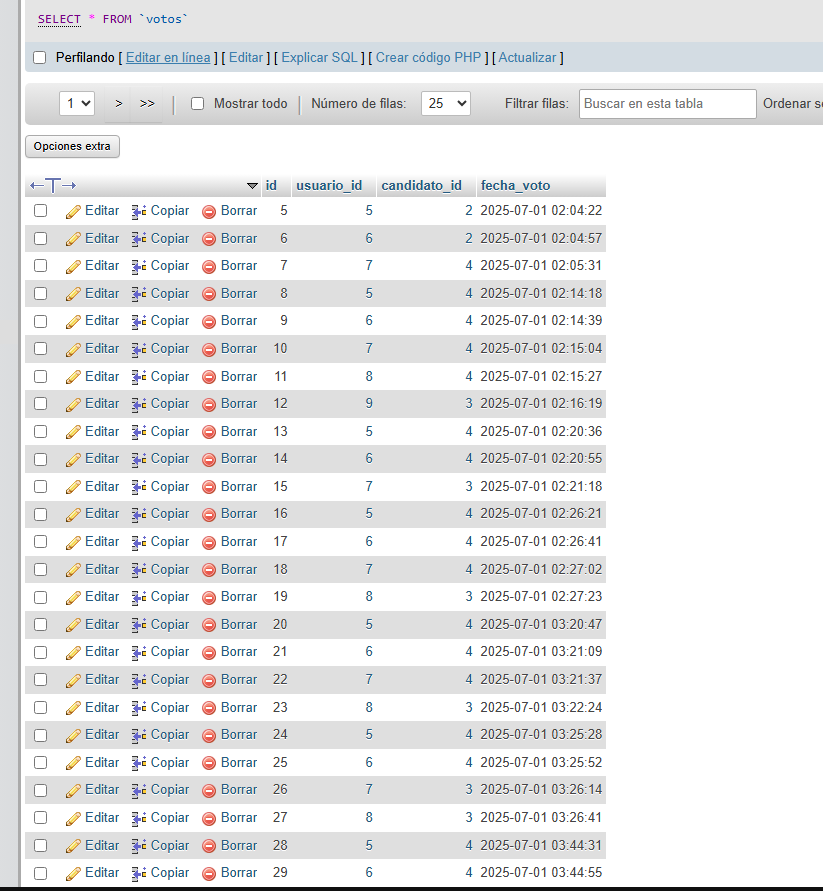 SELECT * FROM `votos`
Perfilando [ Editar en línea ] [ Editar ] [ Explicar SQL ] [ Crear código PHP ] [ Actualizar ]
1 > >> | Mostrar todo | Número de filas: 25 Filtrar filas: Buscar en esta tabla Ordenar s
Opciones extra
←T→ id usuario_id candidato_id fecha_voto
Editar Copiar Borrar 5 5 2 2025-07-01 02:04:22
Editar Copiar Borrar 6 6 2 2025-07-01 02:04:57
Editar Copiar Borrar 7 7 4 2025-07-01 02:05:31
Editar Copiar Borrar 8 5 4 2025-07-01 02:14:18
Editar Copiar Borrar 9 6 4 2025-07-01 02:14:39
Editar Copiar Borrar 10 7 4 2025-07-01 02:15:04
Editar Copiar Borrar 11 8 4 2025-07-01 02:15:27
Editar Copiar Borrar 12 9 3 2025-07-01 02:16:19
Editar Copiar Borrar 13 5 4 2025-07-01 02:20:36
Editar Copiar Borrar 14 6 4 2025-07-01 02:20:55
Editar Copiar Borrar 15 7 3 2025-07-01 02:21:18
Editar Copiar Borrar 16 5 4 2025-07-01 02:26:21
Editar Copiar Borrar 17 6 4 2025-07-01 02:26:41
Editar Copiar Borrar 18 7 4 2025-07-01 02:27:02
Editar Copiar Borrar 19 8 3 2025-07-01 02:27:23
Editar Copiar Borrar 20 5 4 2025-07-01 03:20:47
Editar Copiar Borrar 21 6 4 2025-07-01 03:21:09
Editar Copiar Borrar 22 7 4 2025-07-01 03:21:37
Editar Copiar Borrar 23 8 3 2025-07-01 03:22:24
Editar Copiar Borrar 24 5 4 2025-07-01 03:25:28
Editar Copiar Borrar 25 6 4 2025-07-01 03:25:52
Editar Copiar Borrar 26 7 3 2025-07-01 03:26:14
Editar Copiar Borrar 27 8 3 2025-07-01 03:26:41
Editar Copiar Borrar 28 5 4 2025-07-01 03:44:31
Editar Copiar Borrar 29 6 4 2025-07-01 03:44:55